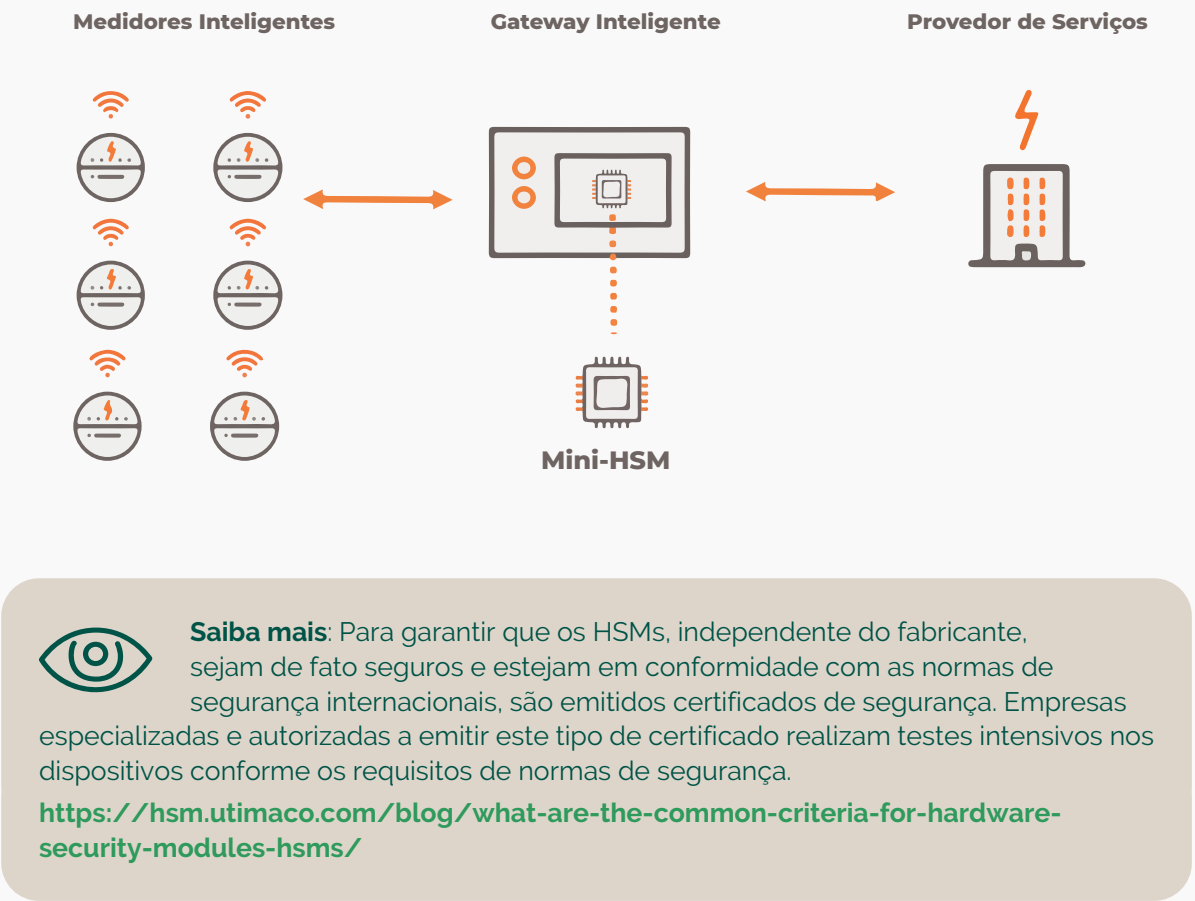 Medidores Inteligentes
Gateway Inteligente
Provedor de Serviços
Mini-HSM
Saiba mais: Para garantir que os HSMs, independente do fabricante,
sejam de fato seguros e estejam em conformidade com as normas de
segurança internacionais, são emitidos certificados de segurança. Empresas
especializadas e autorizadas a emitir este tipo de certificado realizam testes intensivos nos
dispositivos conforme os requisitos de normas de segurança.
https://hsm.utimaco.com/blog/what-are-the-common-criteria-for-hardware-
security-modules-hsms/